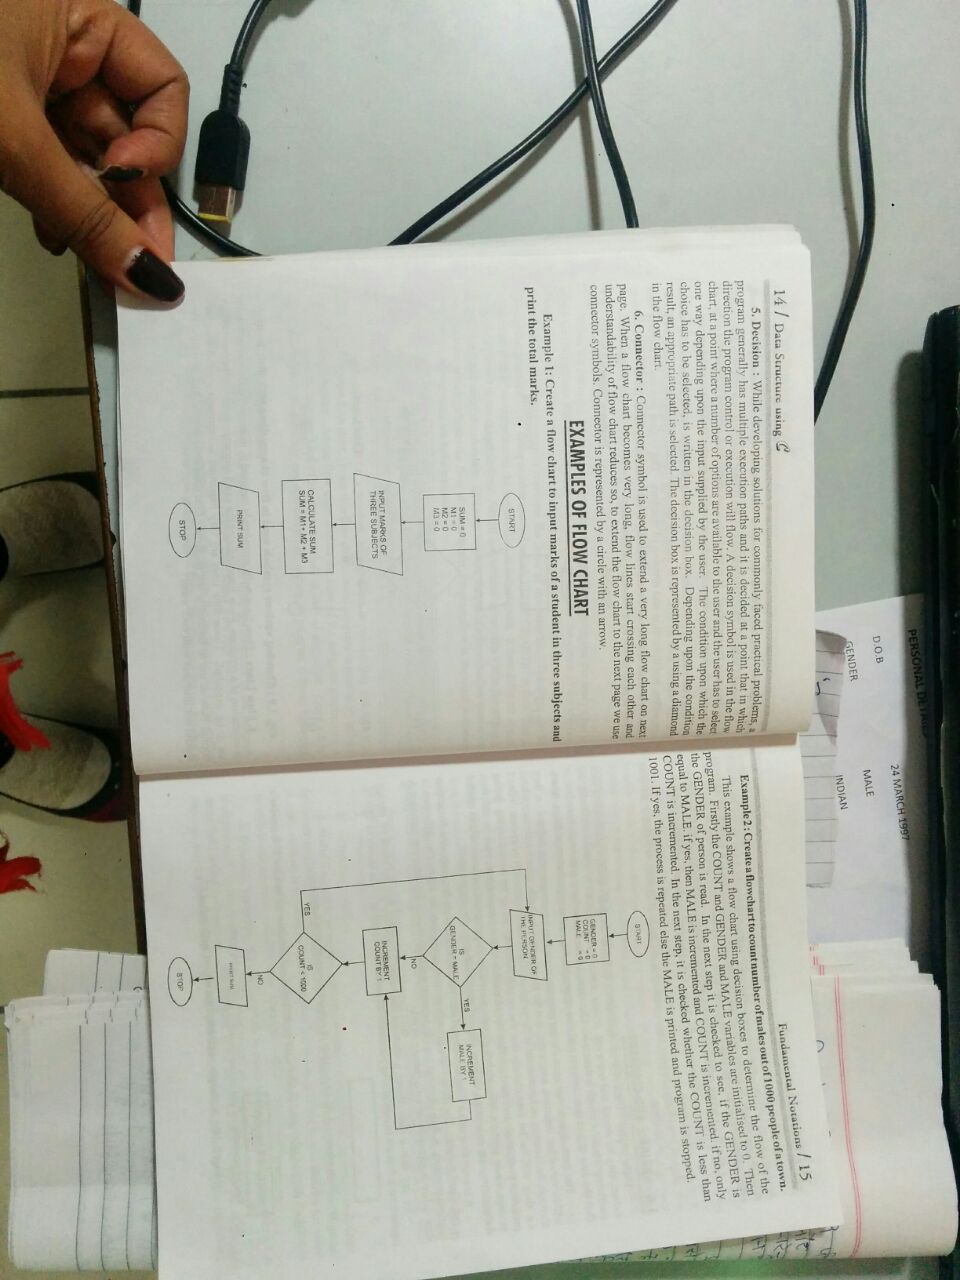 14 / Data Structure using C
5. Decision : While developing solutions for commonly faced practical problems, a
program generally has multiple execution paths and it is decided at a point that in which
direction the program control or execution will flow. A decision symbol is used in the flow
chart, at a point where a number of options are available to the user and the user has to select
one way depending upon the input supplied by the user. The condition upon which the
choice has to be selected, is written in the decision box. Depending upon the condition
result, an appropriate path is selected. The decision box is represented by a using a diamond
in the flow chart.
6. Connector : Connector symbol is used to extend a very long flow chart on next
page. When a flow chart becomes very long, flow lines start crossing each other and
understandability of flow chart reduces so, to extend the flow chart to the next page we use
connector symbols. Connector is represented by a circle with an arrow.
EXAMPLES OF FLOW CHART
Example 1: Create a flow chart to input marks of a student in three subjects and
print the total marks.
START
SUM = 0
M1 = 0
M2 = 0
M3 = 0
INPUT MARKS OF
THREE SUBJECTS
CALCULATE SUM
SUM = M1+ M2 + M3
PRINT SUM
STOP
Fundamental Notations / 15
Example 2 : Create a flowchart to count number of males out of 1000 people of a town.
This example shows a flow chart using decision boxes to determine the flow of the
program. Firstly the COUNT and GENDER and MALE variables are initialised to 0. Then
the GENDER of person is read. In the next step it is checked to see, if the GENDER is
equal to MALE. if yes, then MALE is incremented and COUNT is incremented. if no, only
COUNT is incremented. In the next step, it is checked whether the COUNT is less than
1001. If yes, the process is repeated else the MALE is printed and program is stopped.
START
GENDER = 0
COUNT = 0
MALE = 0
INPUT GENDER OF
THE PERSON
IS
GENDER = MALE
YES
INCREMENT
MALE BY 1
NO
INCREMENT
COUNT BY 1
IS
COUNT < 1000
YES
NO
PRINT SUM
STOP
PERSONAL
D.O.B
24 MARCH 1997
GENDER
MALE
INDIAN